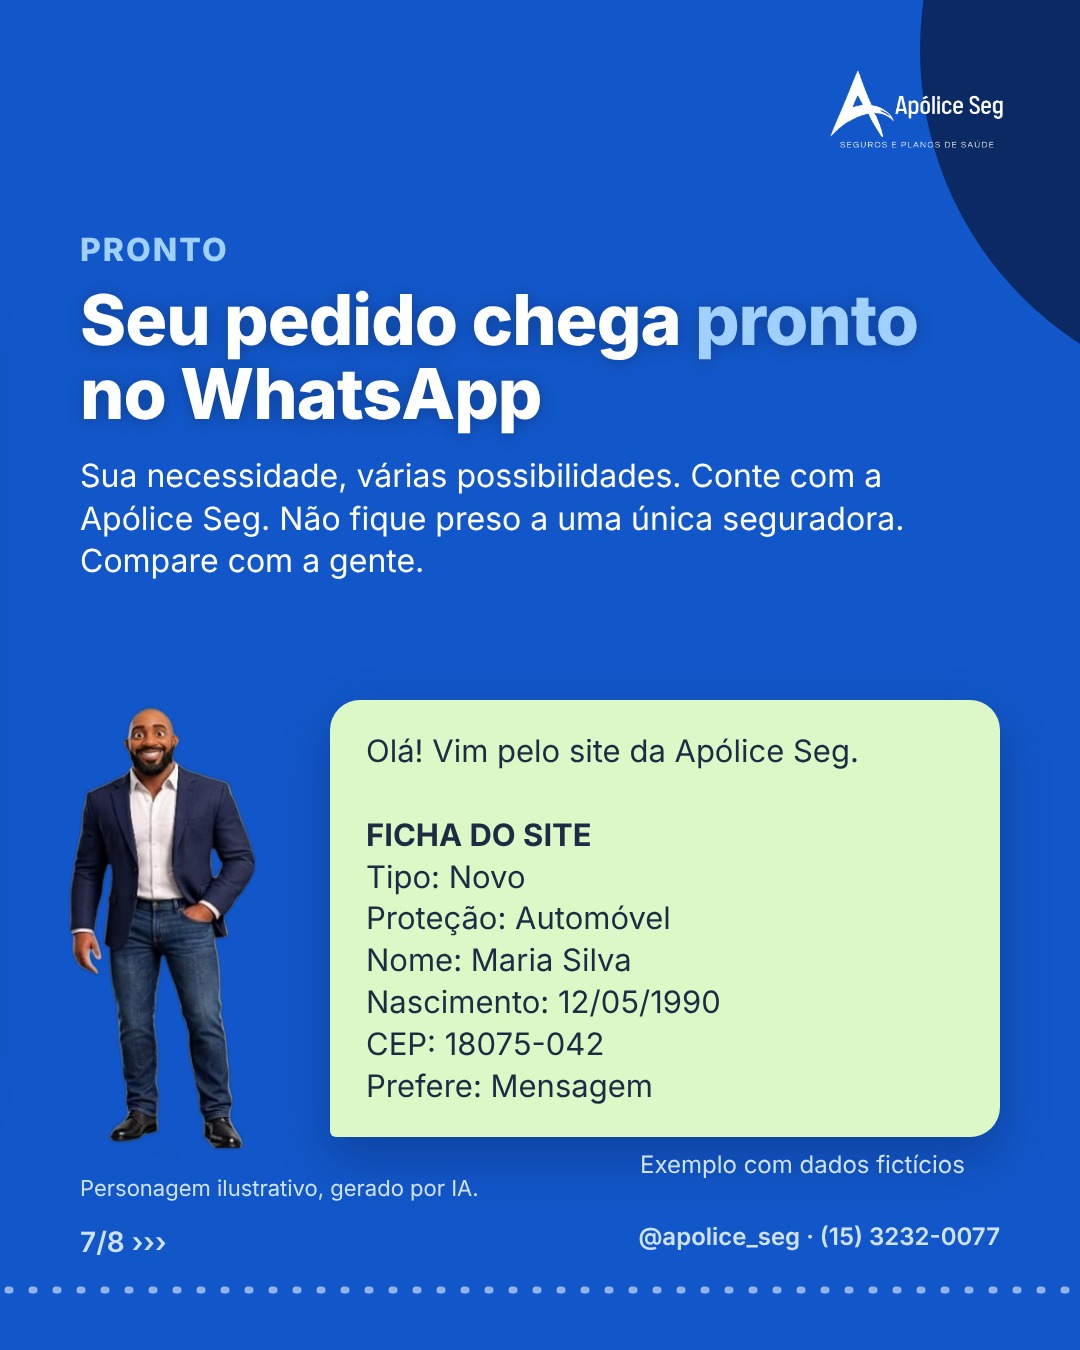 Apólice Seg
SEGUROS E PLANOS DE SAÚDE
PRONTO
Seu pedido chega pronto
no WhatsApp
Sua necessidade, várias possibilidades. Conte com a
Apólice Seg. Não fique preso a uma única seguradora.
Compare com a gente.
Olá! Vim pelo site da Apólice Seg.
FICHA DO SITE
Tipo: Novo
Proteção: Automóvel
Nome: Maria Silva
Nascimento: 12/05/1990
CEP: 18075-042
Prefere: Mensagem
Exemplo com dados fictícios
Personagem ilustrativo, gerado por IA.
7/8 ›››
@apolice_seg · (15) 3232-0077